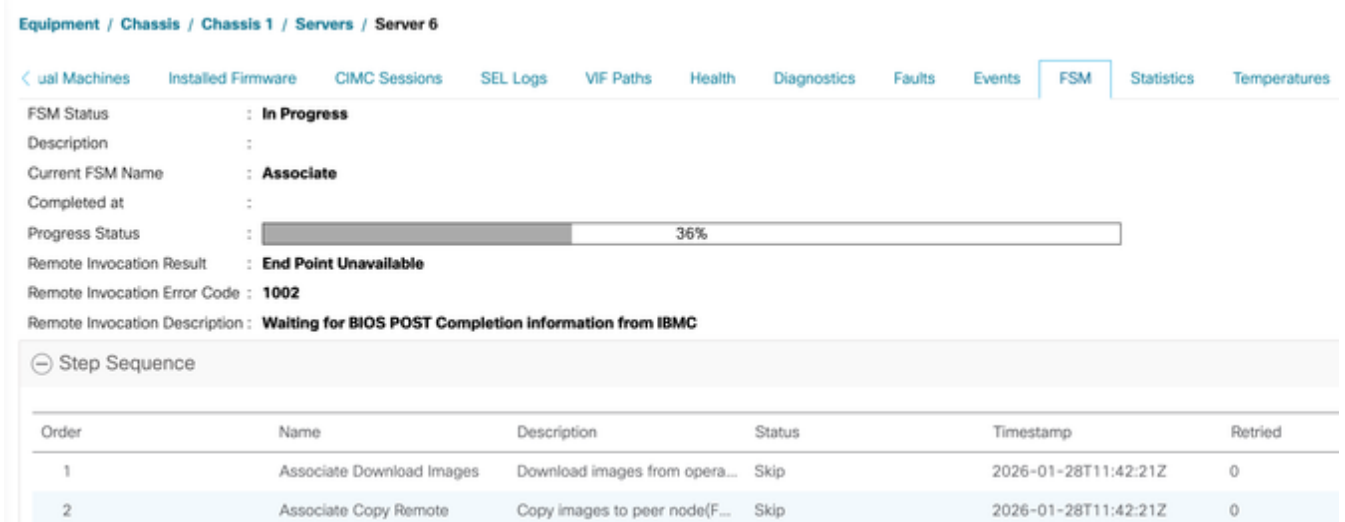 Equipment / Chassis / Chassis 1 / Servers / Server 6
ual Machines Installed Firmware CIMC Sessions SEL Logs VIF Paths Health Diagnostics Faults Events FSM Statistics Temperatures
FSM Status : In Progress
Description :
Current FSM Name : Associate
Completed at :
Progress Status : 36%
Remote Invocation Result : End Point Unavailable
Remote Invocation Error Code : 1002
Remote Invocation Description : Waiting for BIOS POST Completion information from IBMC
Step Sequence
Order Name Description Status Timestamp Retried
1 Associate Download Images Download images from opera... Skip 2026-01-28T11:42:21Z 0
2 Associate Copy Remote Copy images to peer node(F... Skip 2026-01-28T11:42:21Z 0